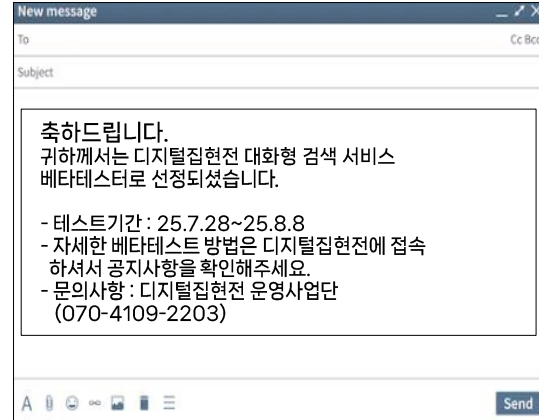 New message
To
Cc Bcc
Subject
축하드립니다.
귀하께서는 디지털집현전 대화형 검색 서비스
베타테스터로 선정되셨습니다.
- 테스트기간 : 25.7.28~25.8.8
- 자세한 베타테스트 방법은 디지털집현전에 접속
하셔서 공지사항을 확인해주세요.
- 문의사항 : 디지털집현전 운영사업단
(070-4109-2203)
A
Send